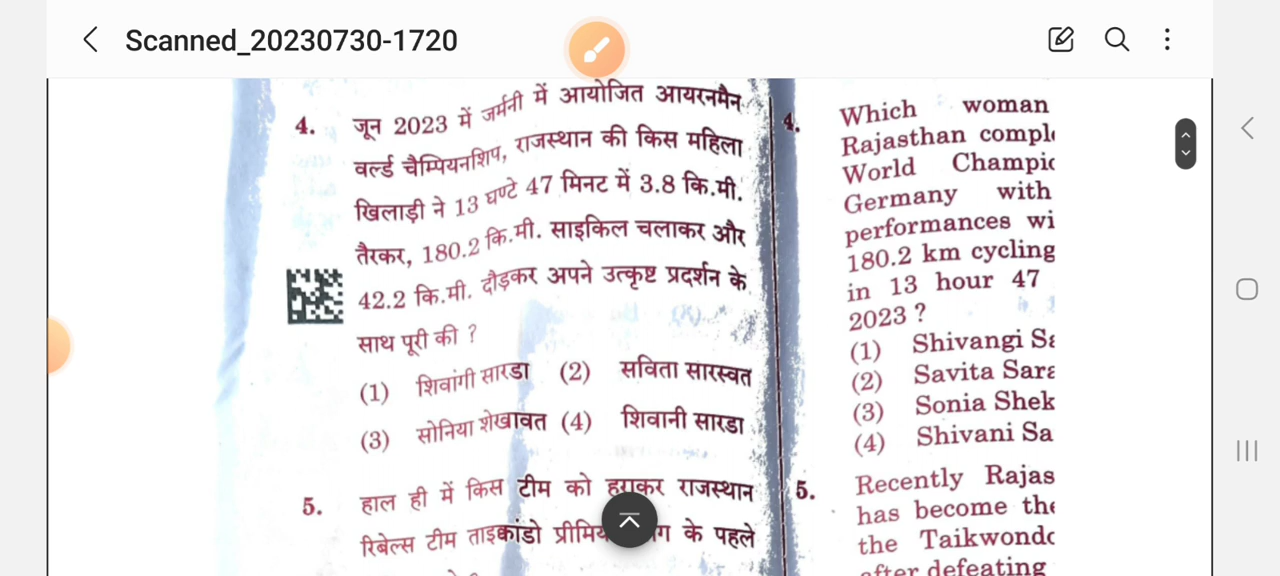 Scanned_20230730-1720
4. जून 2023 में जर्मनी में आयोजित आयरनमैन
वर्ल्ड चैम्पियनशिप, राजस्थान की किस महिला
खिलाड़ी ने 13 घण्टे 47 मिनट में 3.8 कि.मी.
तैरकर, 180.2 कि.मी. साइकिल चलाकर और
42.2 कि.मी. दौड़कर अपने उत्कृष्ट प्रदर्शन के
साथ पूरी की ?
(1) शिवांगी सारडा (2) सविता सारस्वत
(3) सोनिया शेखावत (4) शिवानी सारडा
5. हाल ही में किस टीम को हराकर राजस्थान
रिबेल्स टीम ताइकांडो के पहले
4. Which woman
Rajasthan
World
Germany with
performances
180.2 km cycling
in 13 hour 47
2023 ?
(1) Shivangi
(2) Savita
(3) Sonia
(4) Shivani
5. Recently
has become
the
after defeating